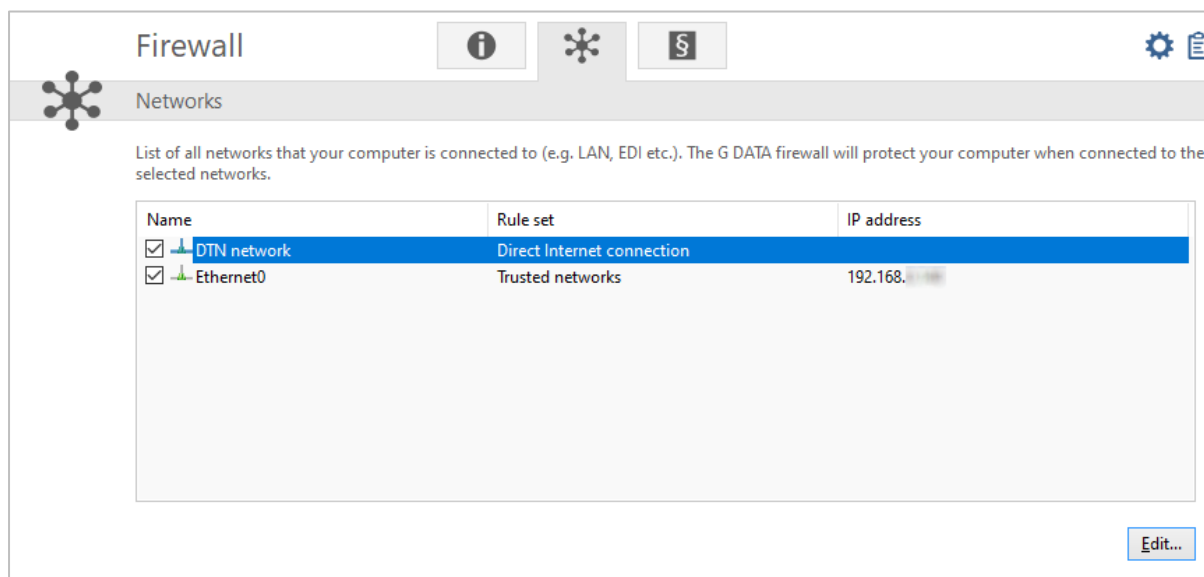 Firewall
§
Networks
List of all networks that your computer is connected to (e.g. LAN, EDI etc.). The G DATA firewall will protect your computer when connected to the
selected networks.
Name Rule set IP address
DTN network Direct Internet connection
Ethernet0 Trusted networks 192.168.
Edit...